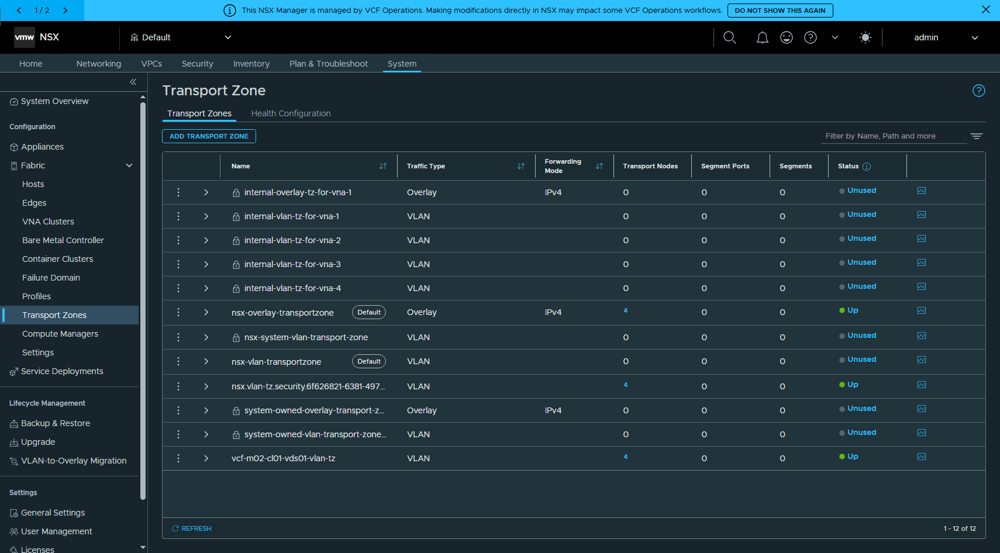 1 / 2
This NSX Manager is managed by VCF Operations. Making modifications directly in NSX may impact some VCF Operations workflows.
DO NOT SHOW THIS AGAIN
vmw NSX
Default
admin
Home Networking VPCs Security Inventory Plan & Troubleshoot System
System Overview
Configuration
Appliances
Fabric
Hosts
Edges
VNA Clusters
Bare Metal Controller
Container Clusters
Failure Domain
Profiles
Transport Zones
Compute Managers
Settings
Service Deployments
Lifecycle Management
Backup & Restore
Upgrade
VLAN-to-Overlay Migration
Settings
General Settings
User Management
Licenses
Transport Zone
Transport Zones Health Configuration
ADD TRANSPORT ZONE
Filter by Name, Path and more
Name Traffic Type Forwarding Mode Transport Nodes Segment Ports Segments Status
internal-overlay-tz-for-vna-1 Overlay IPv4 0 0 0 Unused
internal-vlan-tz-for-vna-1 VLAN 0 0 0 Unused
internal-vlan-tz-for-vna-2 VLAN 0 0 0 Unused
internal-vlan-tz-for-vna-3 VLAN 0 0 0 Unused
internal-vlan-tz-for-vna-4 VLAN 0 0 0 Unused
nsx-overlay-transportzone Default Overlay IPv4 4 0 0 Up
nsx-system-vlan-transport-zone VLAN 0 0 0 Unused
nsx-vlan-transportzone Default VLAN 0 0 0 Unused
nsx.vlan-tz.security.6f626821-6381-497... VLAN 4 0 0 Up
system-owned-overlay-transport-z... Overlay IPv4 0 0 0 Unused
system-owned-vlan-transport-zone... VLAN 0 0 0 Unused
vcf-m02-cl01-vds01-vlan-tz VLAN 4 0 0 Up
REFRESH
1 - 12 of 12